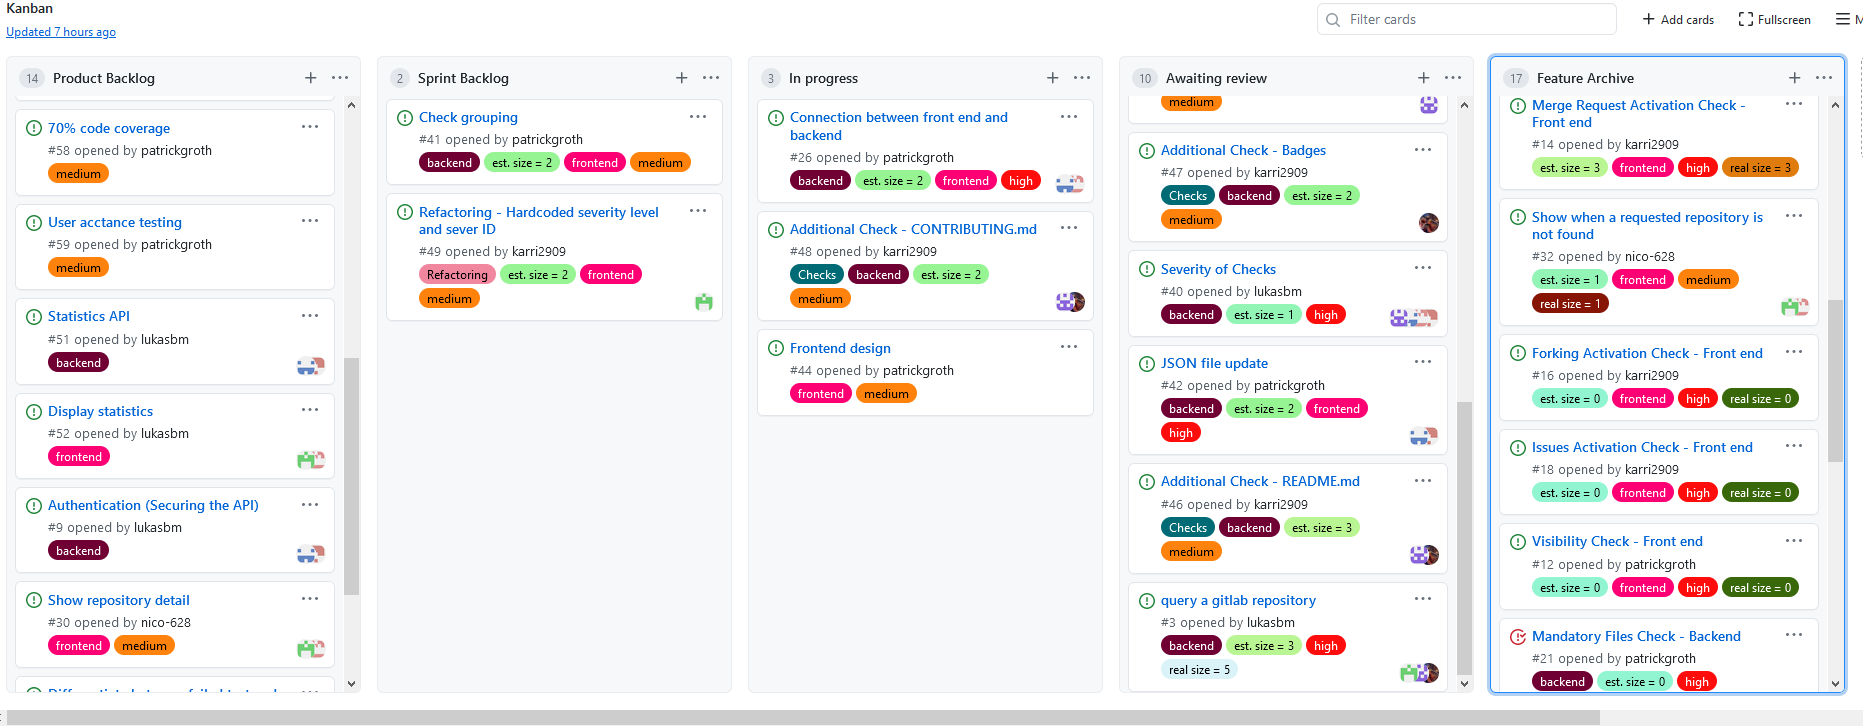 Kanban
Updated 7 hours ago
Filter cards
Add cards
Fullscreen
M
14 Product Backlog
70% code coverage
#58 opened by patrickgroth
medium
User acctance testing
#59 opened by patrickgroth
medium
Statistics API
#51 opened by lukasbm
backend
Display statistics
#52 opened by lukasbm
frontend
Authentication (Securing the API)
#9 opened by lukasbm
backend
Show repository detail
#30 opened by nico-628
frontend medium
2 Sprint Backlog
Check grouping
#41 opened by patrickgroth
backend est. size = 2 frontend medium
Refactoring - Hardcoded severity level
and sever ID
#49 opened by karri2909
Refactoring est. size = 2 frontend
medium
3 In progress
Connection between front end and
backend
#26 opened by patrickgroth
backend est. size = 2 frontend high
Additional Check - CONTRIBUTING.md
#48 opened by karri2909
Checks backend est. size = 2
medium
Frontend design
#44 opened by patrickgroth
frontend medium
10 Awaiting review
medium
Additional Check - Badges
#47 opened by karri2909
Checks backend est. size = 2
medium
Severity of Checks
#40 opened by lukasbm
backend est. size = 1 high
JSON file update
#42 opened by patrickgroth
backend est. size = 2 frontend
high
Additional Check - README.md
#46 opened by karri2909
Checks backend est. size = 3
medium
query a gitlab repository
#3 opened by lukasbm
backend est. size = 3 high
real size = 5
17 Feature Archive
Merge Request Activation Check -
Front end
#14 opened by karri2909
est. size = 3 frontend high real size = 3
Show when a requested repository is
not found
#32 opened by nico-628
est. size = 1 frontend medium
real size = 1
Forking Activation Check - Front end
#16 opened by karri2909
est. size = 0 frontend high real size = 0
Issues Activation Check - Front end
#18 opened by karri2909
est. size = 0 frontend high real size = 0
Visibility Check - Front end
#12 opened by patrickgroth
est. size = 0 frontend high real size = 0
Mandatory Files Check - Backend
#21 opened by patrickgroth
backend est. size = 0 high